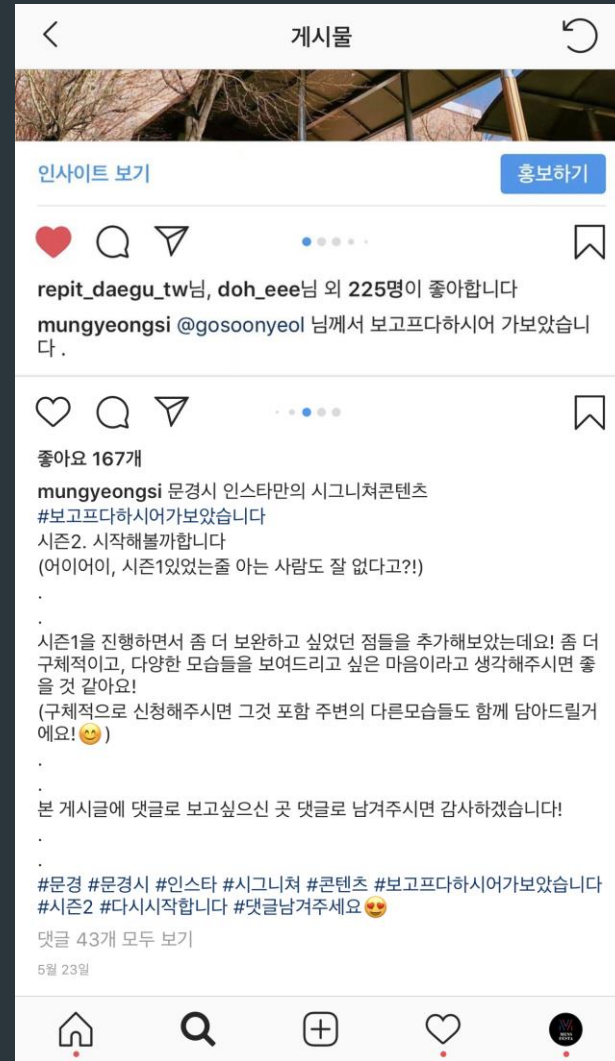 게시물
인사이트 보기
홍보하기
repit_daegu_tw님, doh_eee님 외 225명이 좋아합니다
mungyeongsi @gosoonyeol 님께서 보고프다하시어 가보았습니
다 .
좋아요 167개
mungyeongsi 문경시 인스타만의 시그니쳐콘텐츠
#보고프다하시어가보았습니다
시즌2. 시작해볼까합니다
(어이어이, 시즌1있었는줄 아는 사람도 잘 없다고?!)
.
.
시즌1을 진행하면서 좀 더 보완하고 싶었던 점들을 추가해보았는데요! 좀 더
구체적이고, 다양한 모습들을 보여드리고 싶은 마음이라고 생각해주시면 좋
을 것 같아요!
(구체적으로 신청해주시면 그것 포함 주변의 다른모습들도 함께 담아드릴거
에요!😊)
.
.
본 게시글에 댓글로 보고싶으신 곳 댓글로 남겨주시면 감사하겠습니다!
.
.
#문경 #문경시 #인스타 #시그니쳐 #콘텐츠 #보고프다하시어가보았습니다
#시즌2 #다시시작합니다 #댓글남겨주세요😍
댓글 43개 모두 보기
5월 23일